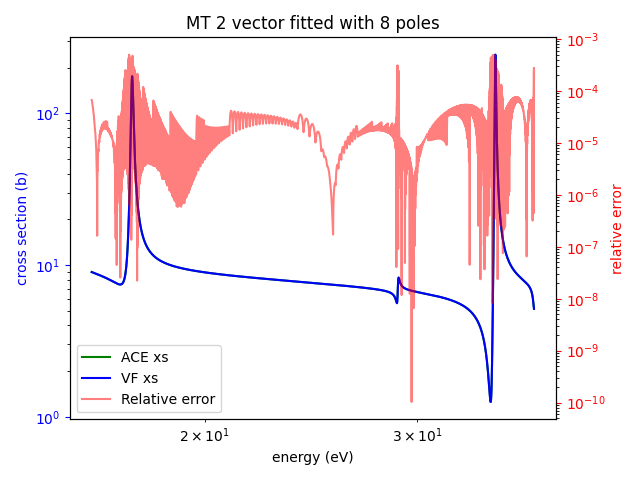 MT 2 vector fitted with 8 poles
cross section (b)
10²
10¹
10⁰
10⁻³
10⁻⁴
10⁻⁵
10⁻⁶
10⁻⁷
10⁻⁸
10⁻⁹
10⁻¹⁰
relative error
ACE xs
VF xs
Relative error
2 × 10¹
3 × 10¹
energy (eV)